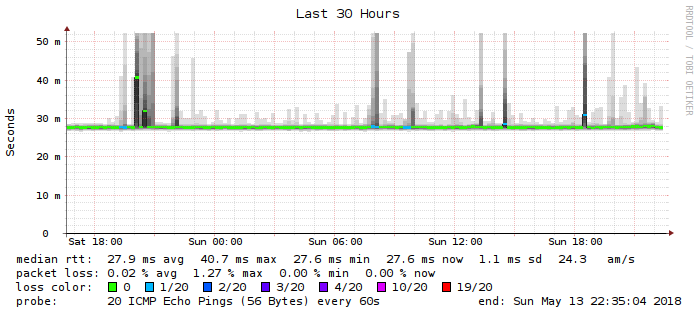 Last 30 Hours
RRDTOOL / TOBI OETIKER
Seconds
50 m
40 m
30 m
20 m
10 m
0
Sat 18:00 Sun 00:00 Sun 06:00 Sun 12:00 Sun 18:00
median rtt: 27.9 ms avg 40.7 ms max 27.6 ms min 27.6 ms now 1.1 ms sd 24.3 am/s
packet loss: 0.02 % avg 1.27 % max 0.00 % min 0.00 % now
loss color: 0 1/20 2/20 3/20 4/20 10/20 19/20
probe: 20 ICMP Echo Pings (56 Bytes) every 60s end: Sun May 13 22:35:04 2018